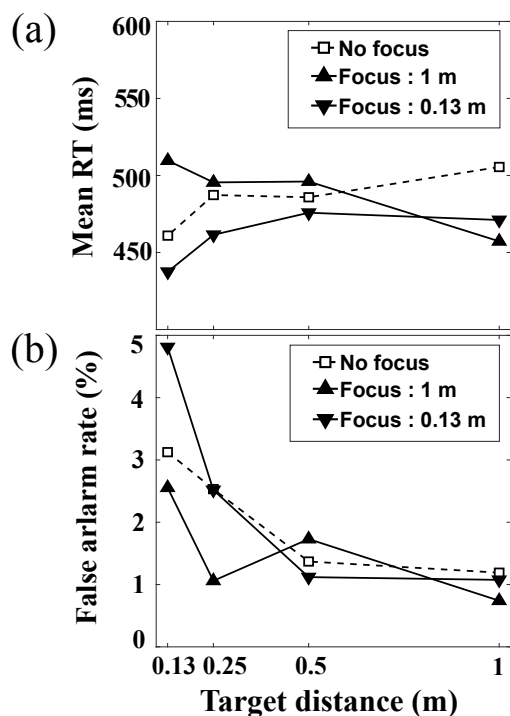 (a)
600
550
500
450
Mean RT (ms)
No focus
Focus : 1 m
Focus : 0.13 m
(b)
5
4
3
2
1
0
False arlarm rate (%)
No focus
Focus : 1 m
Focus : 0.13 m
0.13 0.25 0.5 1
Target distance (m)